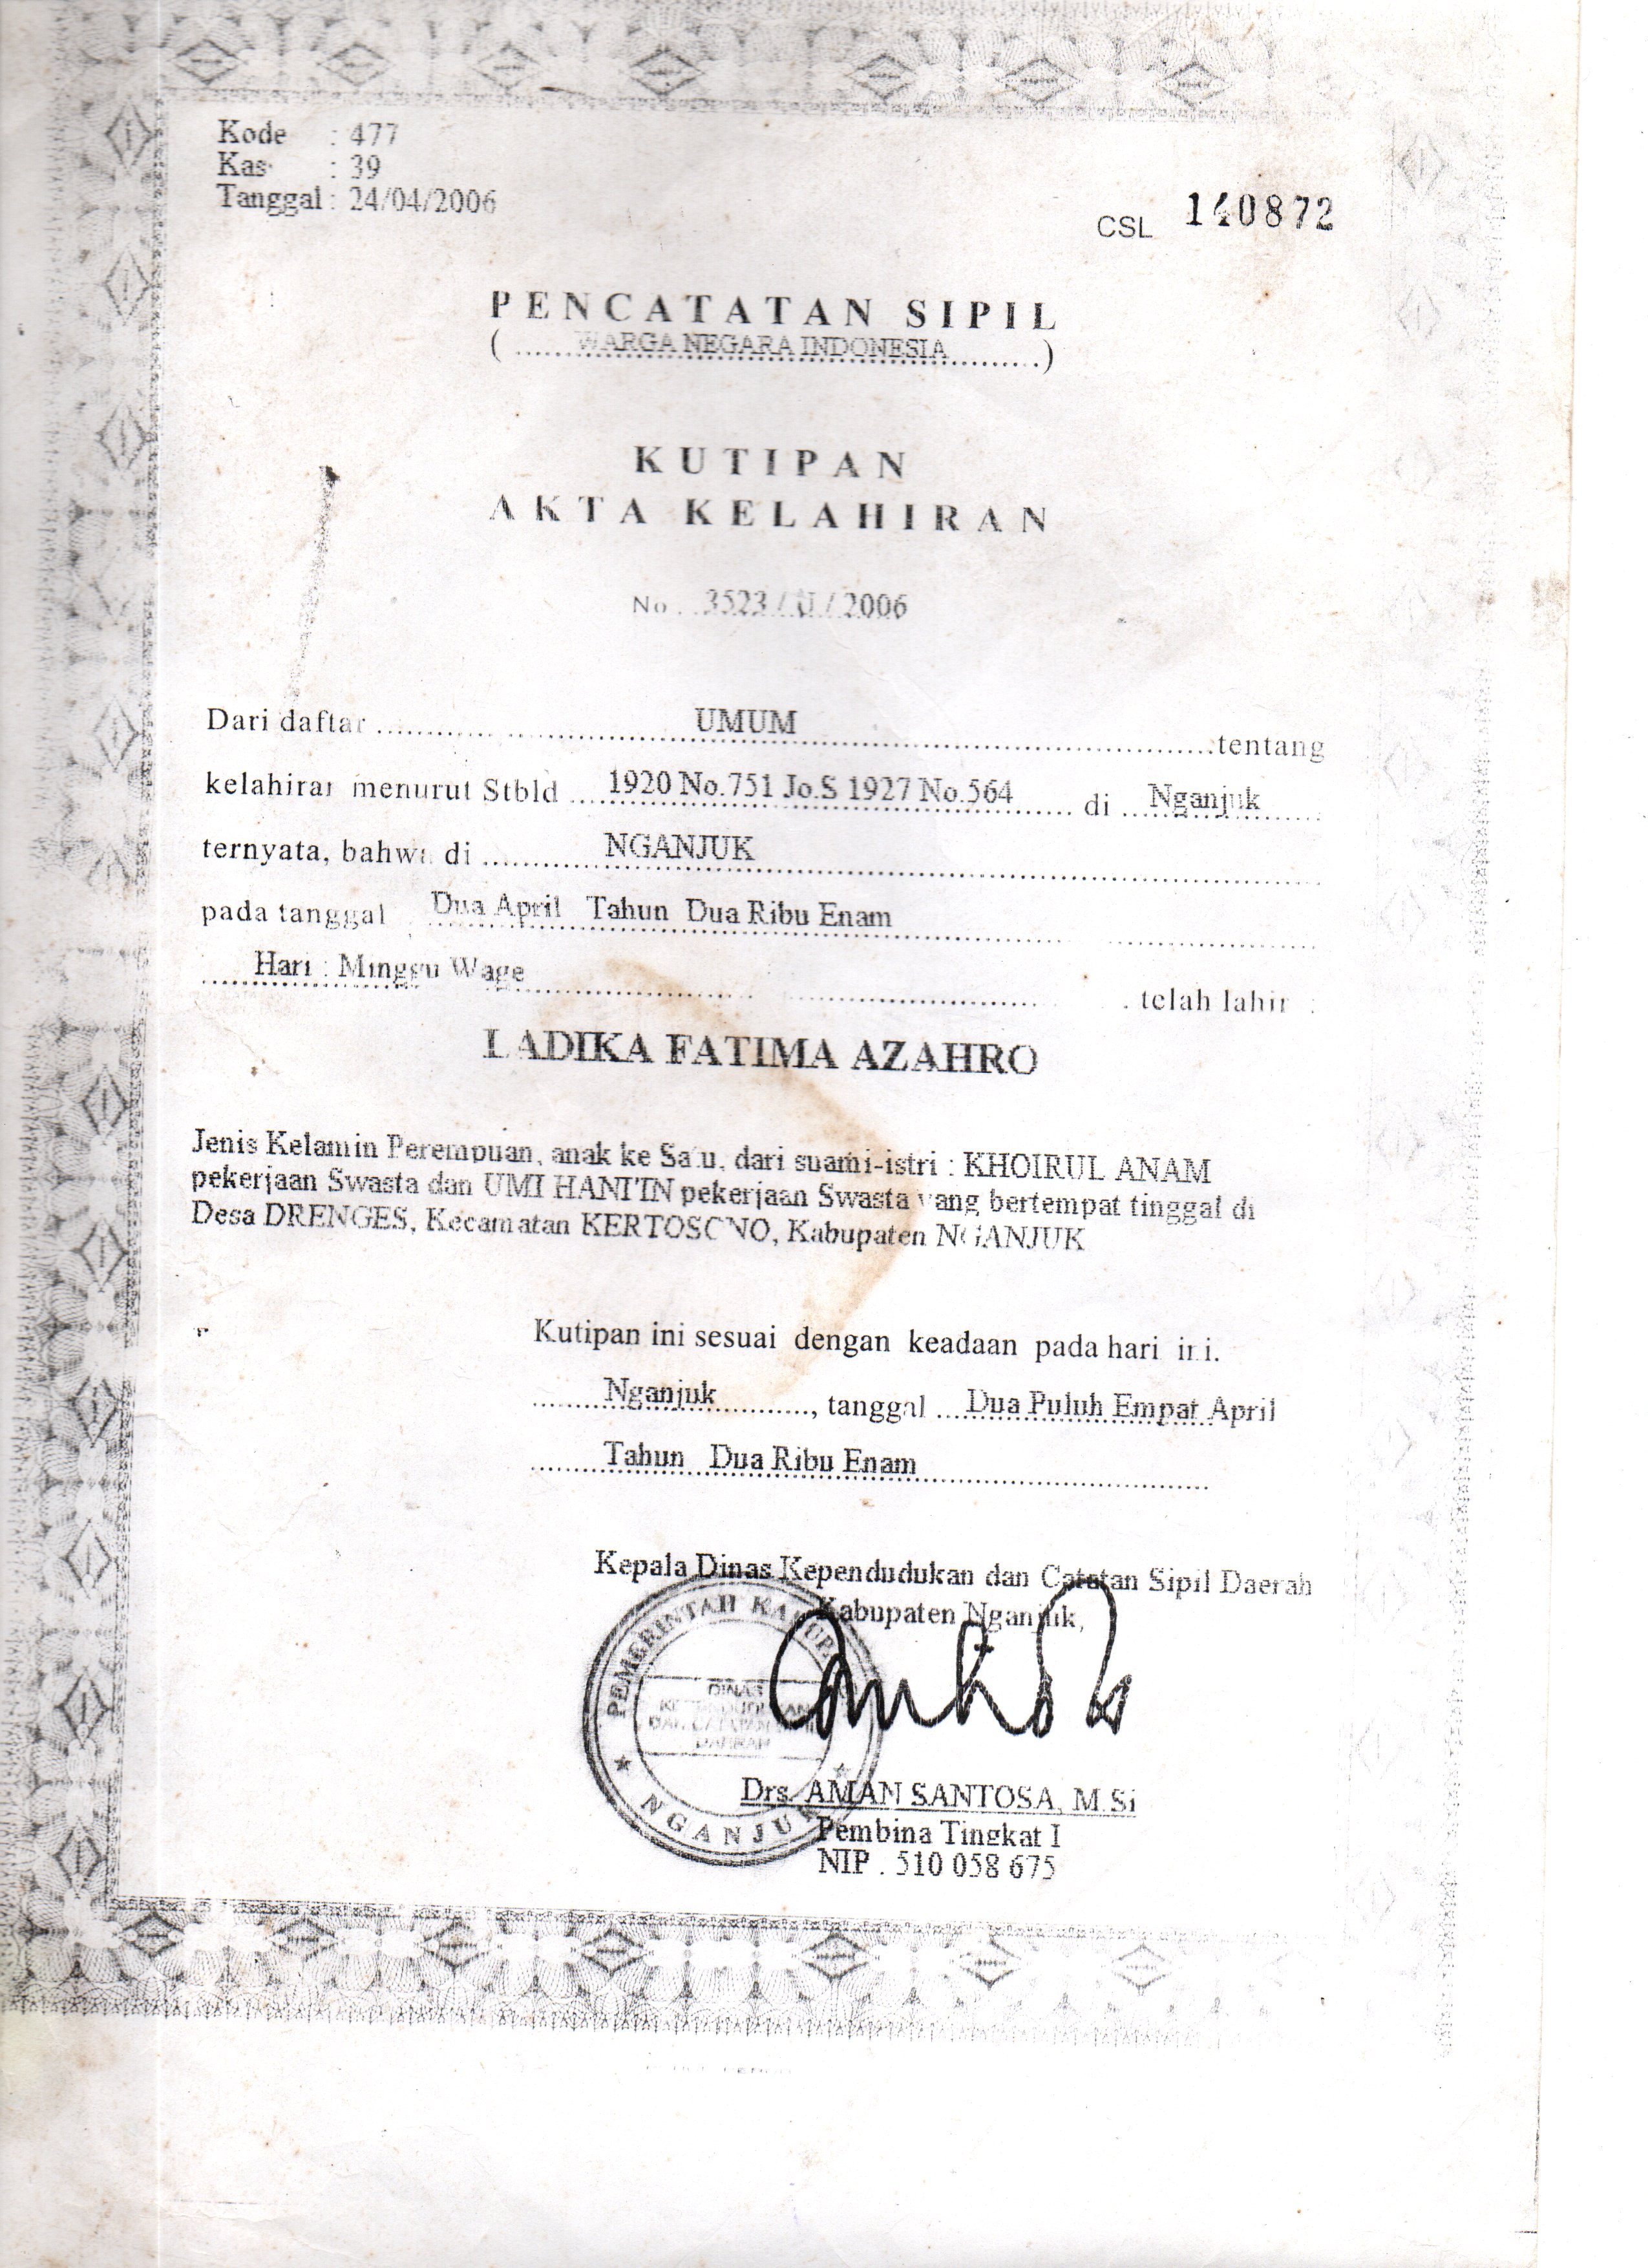 Kode : 477
Kas : 39
Tanggal : 24/04/2006
CSL 140872
PENCATATAN SIPIL
( WARGA NEGARA INDONESIA )
KUTIPAN
AKTA KELAHIRAN
No. 3523 / U / 2006
Dari daftar UMUM tentang
kelahiran menurut Stbld 1920 No.751 Jo.S 1927 No.564 di Nganjuk
ternyata, bahwa di NGANJUK
pada tanggal Dua April Tahun Dua Ribu Enam
Hari : Minggu Wage telah lahir :
LADIKA FATIMA AZAHRO
Jenis Kelamin Perempuan, anak ke Satu, dari suami-istri : KHOIRUL ANAM
pekerjaan Swasta dan UMI HANI'IN pekerjaan Swasta yang bertempat tinggal di
Desa DRENGES, Kecamatan KERTOSONO, Kabupaten NGANJUK
Kutipan ini sesuai dengan keadaan pada hari ini.
Nganjuk, tanggal Dua Puluh Empat April
Tahun Dua Ribu Enam
Kepala Dinas Kependudukan dan Catatan Sipil Daerah
Kabupaten Nganjuk,
PEMERINTAH KABUPATEN
DINAS
KEPENDUDUKAN
DAN CATATAN SIPIL
DAERAH
NGANJUK
Drs. AMAN SANTOSA, M.Si
Pembina Tingkat I
NIP . 510 058 675